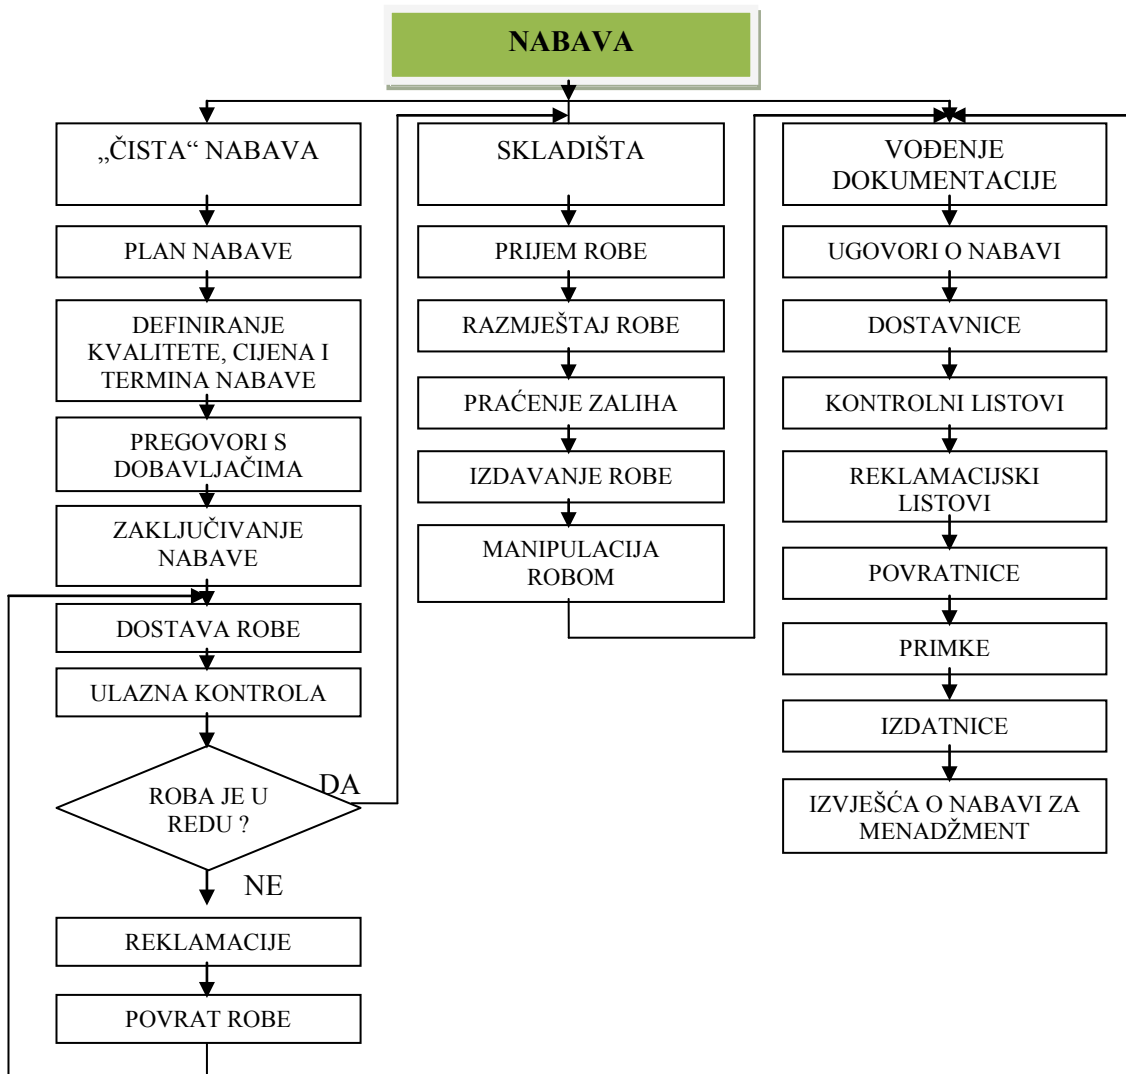 NABAVA
„ČISTA“ NABAVA
PLAN NABAVE
DEFINIRANJE
KVALITETE, CIJENA I
TERMINA NABAVE
PREGOVORI S
DOBAVLJAČIMA
ZAKLJUČIVANJE
NABAVE
DOSTAVA ROBE
ULAZNA KONTROLA
ROBA JE U
REDU ?
DA
NE
REKLAMACIJE
POVRAT ROBE
SKLADIŠTA
PRIJEM ROBE
RAZMJEŠTAJ ROBE
PRAĆENJE ZALIHA
IZDAVANJE ROBE
MANIPULACIJA
ROBOM
VOĐENJE
DOKUMENTACIJE
UGOVORI O NABAVI
DOSTAVNICE
KONTROLNI LISTOVI
REKLAMACIJSKI
LISTOVI
POVRATNICE
PRIMKE
IZDATNICE
IZVJEŠĆA O NABAVI ZA
MENADŽMENT